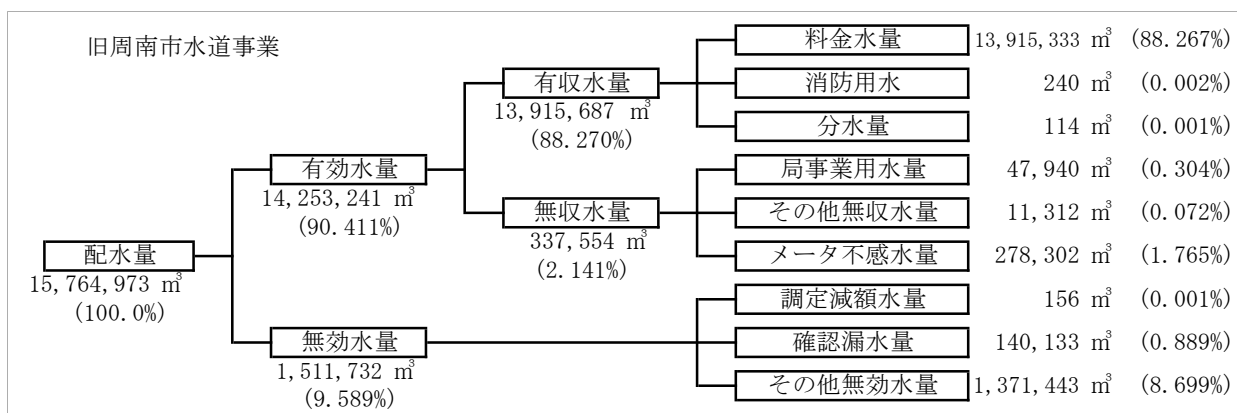 旧周南市水道事業
料金水量 13,915,333 ㎥ (88.267%)
有収水量
13,915,687 ㎥
(88.270%)
消防用水 240 ㎥ (0.002%)
分水量 114 ㎥ (0.001%)
有効水量
14,253,241 ㎥
(90.411%)
局事業用水量 47,940 ㎥ (0.304%)
無収水量
337,554 ㎥
(2.141%)
その他無収水量 11,312 ㎥ (0.072%)
メータ不感水量 278,302 ㎥ (1.765%)
配水量
15,764,973 ㎥
(100.0%)
調定減額水量 156 ㎥ (0.001%)
無効水量
1,511,732 ㎥
(9.589%)
確認漏水量 140,133 ㎥ (0.889%)
その他無効水量 1,371,443 ㎥ (8.699%)